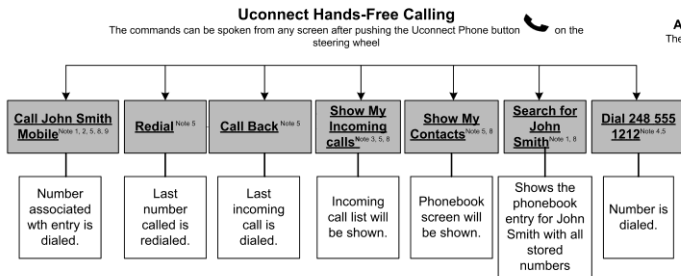 Uconnect Hands-Free Calling
The commands can be spoken from any screen after pushing the Uconnect Phone button on the
steering wheel
A
The
Call John Smith
Mobile Note 1, 2, 5, 8, 9
Redial Note 5
Call Back Note 5
Show My
Incoming
calls Note 3, 5, 8
Show My
Contacts Note 5, 8
Search for
John
Smith Note 1, 8
Dial 248 555
1212 Note 4,5
Number
associated
wth entry is
dialed.
Last
number
called is
redialed.
Last
incoming
call is
dialed.
Incoming
call list will
be shown.
Phonebook
screen will
be shown.
Shows the
phonebook
entry for John
Smith with all
stored
numbers
Number is
dialed.